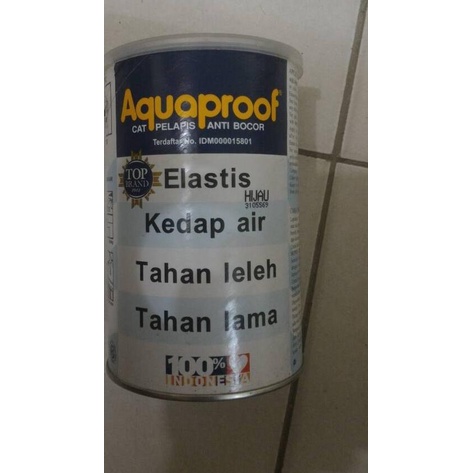 Aquaproof®
CAT PELAPIS ANTI BOCOR
Terdaftar No. IDM000015801
TOP
BRAND
Elastis
HIJAU
3105569
Kedap air
Tahan leleh
Tahan lama
100%
INDONESIA